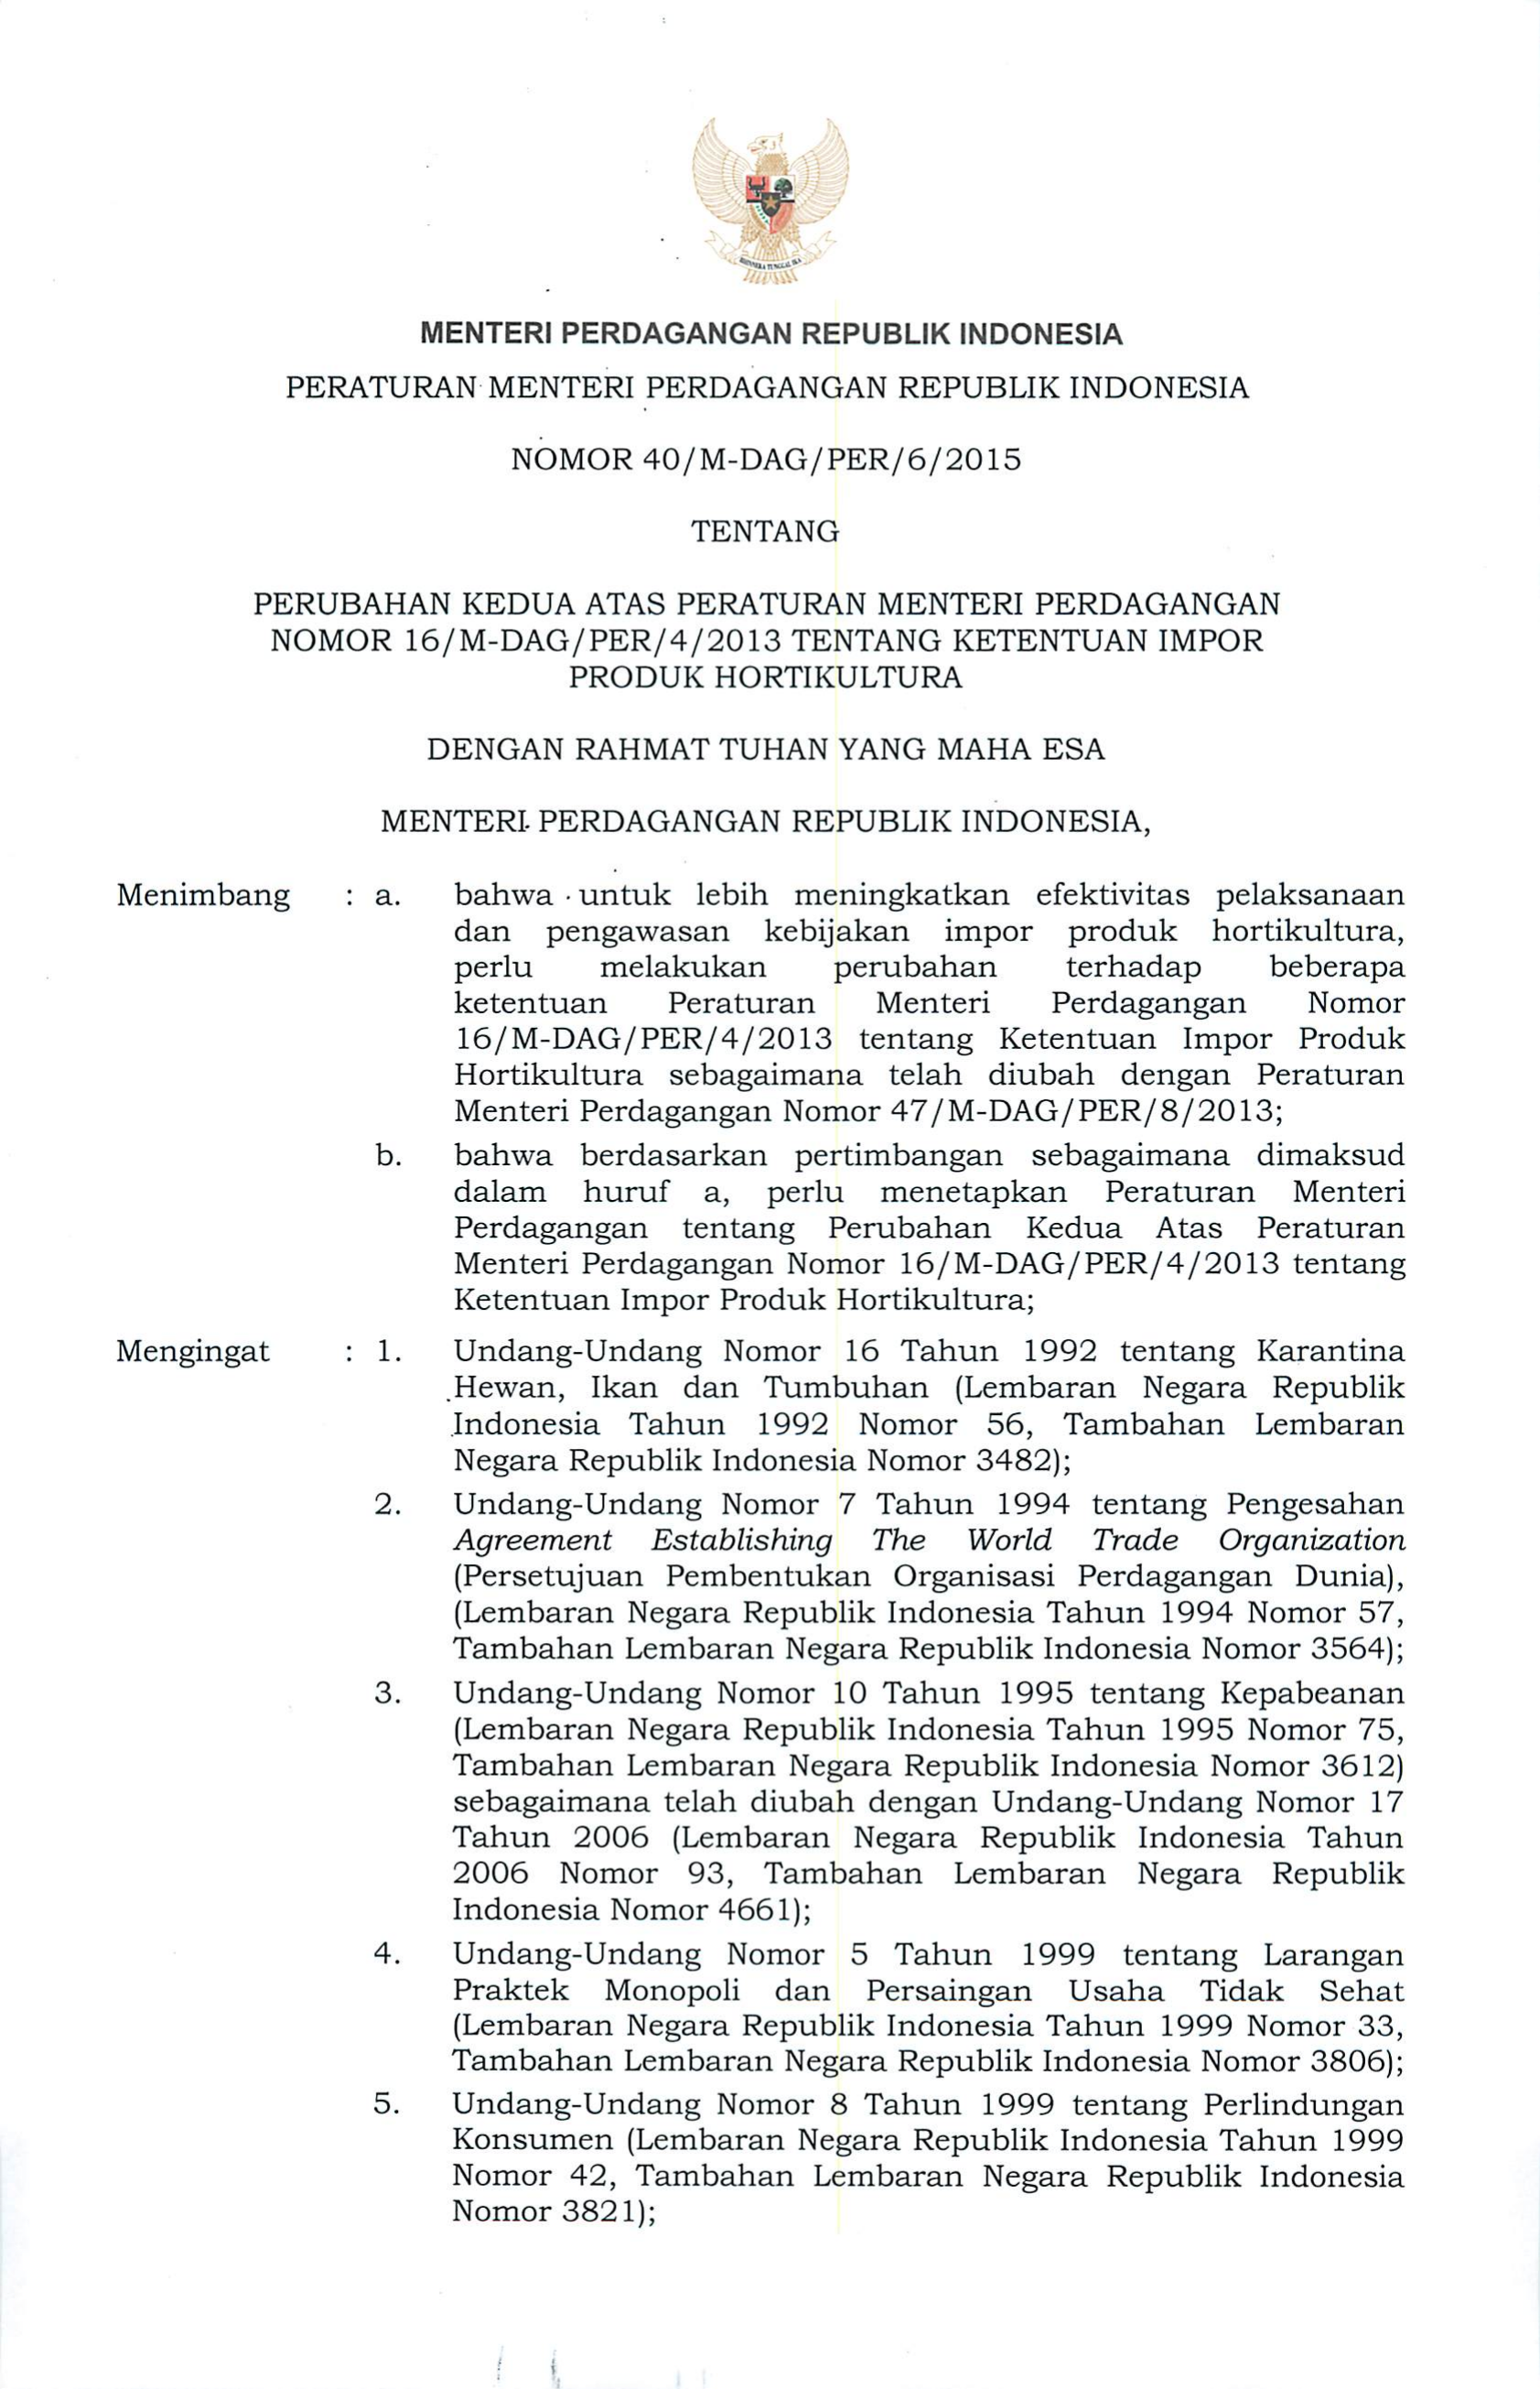 BHINNEKA TUNGGAL IKA
MENTERI PERDAGANGAN REPUBLIK INDONESIA
PERATURAN MENTERI PERDAGANGAN REPUBLIK INDONESIA
NOMOR 40/M-DAG/PER/6/2015
TENTANG
PERUBAHAN KEDUA ATAS PERATURAN MENTERI PERDAGANGAN
NOMOR 16/M-DAG/PER/4/2013 TENTANG KETENTUAN IMPOR
PRODUK HORTIKULTURA
DENGAN RAHMAT TUHAN YANG MAHA ESA
MENTERI PERDAGANGAN REPUBLIK INDONESIA,
Menimbang : a. bahwa untuk lebih meningkatkan efektivitas pelaksanaan
dan pengawasan kebijakan impor produk hortikultura,
perlu melakukan perubahan terhadap beberapa
ketentuan Peraturan Menteri Perdagangan Nomor
16/M-DAG/PER/4/2013 tentang Ketentuan Impor Produk
Hortikultura sebagaimana telah diubah dengan Peraturan
Menteri Perdagangan Nomor 47/M-DAG/PER/8/2013;
b. bahwa berdasarkan pertimbangan sebagaimana dimaksud
dalam huruf a, perlu menetapkan Peraturan Menteri
Perdagangan tentang Perubahan Kedua Atas Peraturan
Menteri Perdagangan Nomor 16/M-DAG/PER/4/2013 tentang
Ketentuan Impor Produk Hortikultura;
Mengingat : 1. Undang-Undang Nomor 16 Tahun 1992 tentang Karantina
Hewan, Ikan dan Tumbuhan (Lembaran Negara Republik
Indonesia Tahun 1992 Nomor 56, Tambahan Lembaran
Negara Republik Indonesia Nomor 3482);
2. Undang-Undang Nomor 7 Tahun 1994 tentang Pengesahan
Agreement Establishing The World Trade Organization
(Persetujuan Pembentukan Organisasi Perdagangan Dunia),
(Lembaran Negara Republik Indonesia Tahun 1994 Nomor 57,
Tambahan Lembaran Negara Republik Indonesia Nomor 3564);
3. Undang-Undang Nomor 10 Tahun 1995 tentang Kepabeanan
(Lembaran Negara Republik Indonesia Tahun 1995 Nomor 75,
Tambahan Lembaran Negara Republik Indonesia Nomor 3612)
sebagaimana telah diubah dengan Undang-Undang Nomor 17
Tahun 2006 (Lembaran Negara Republik Indonesia Tahun
2006 Nomor 93, Tambahan Lembaran Negara Republik
Indonesia Nomor 4661);
4. Undang-Undang Nomor 5 Tahun 1999 tentang Larangan
Praktek Monopoli dan Persaingan Usaha Tidak Sehat
(Lembaran Negara Republik Indonesia Tahun 1999 Nomor 33,
Tambahan Lembaran Negara Republik Indonesia Nomor 3806);
5. Undang-Undang Nomor 8 Tahun 1999 tentang Perlindungan
Konsumen (Lembaran Negara Republik Indonesia Tahun 1999
Nomor 42, Tambahan Lembaran Negara Republik Indonesia
Nomor 3821);